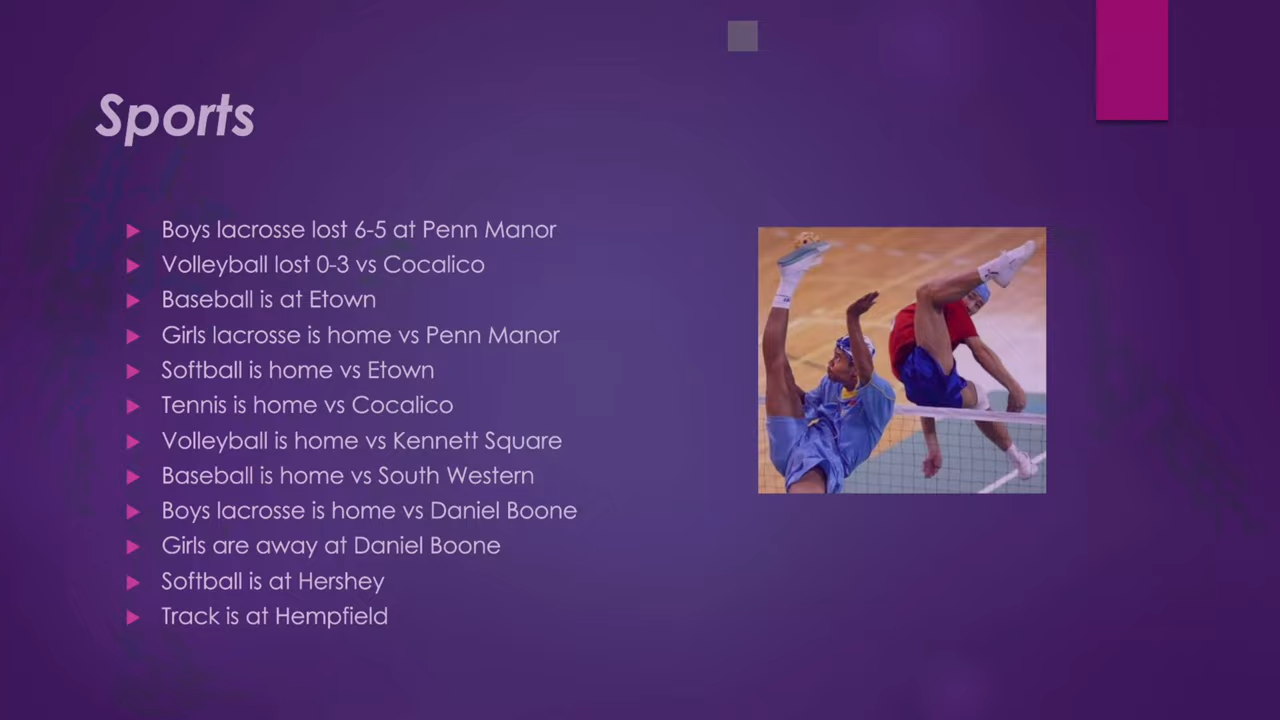 Sports
Boys lacrosse lost 6-5 at Penn Manor
Volleyball lost 0-3 vs Cocalico
Baseball is at Etown
Girls lacrosse is home vs Penn Manor
Softball is home vs Etown
Tennis is home vs Cocalico
Volleyball is home vs Kennett Square
Baseball is home vs South Western
Boys lacrosse is home vs Daniel Boone
Girls are away at Daniel Boone
Softball is at Hershey
Track is at Hempfield